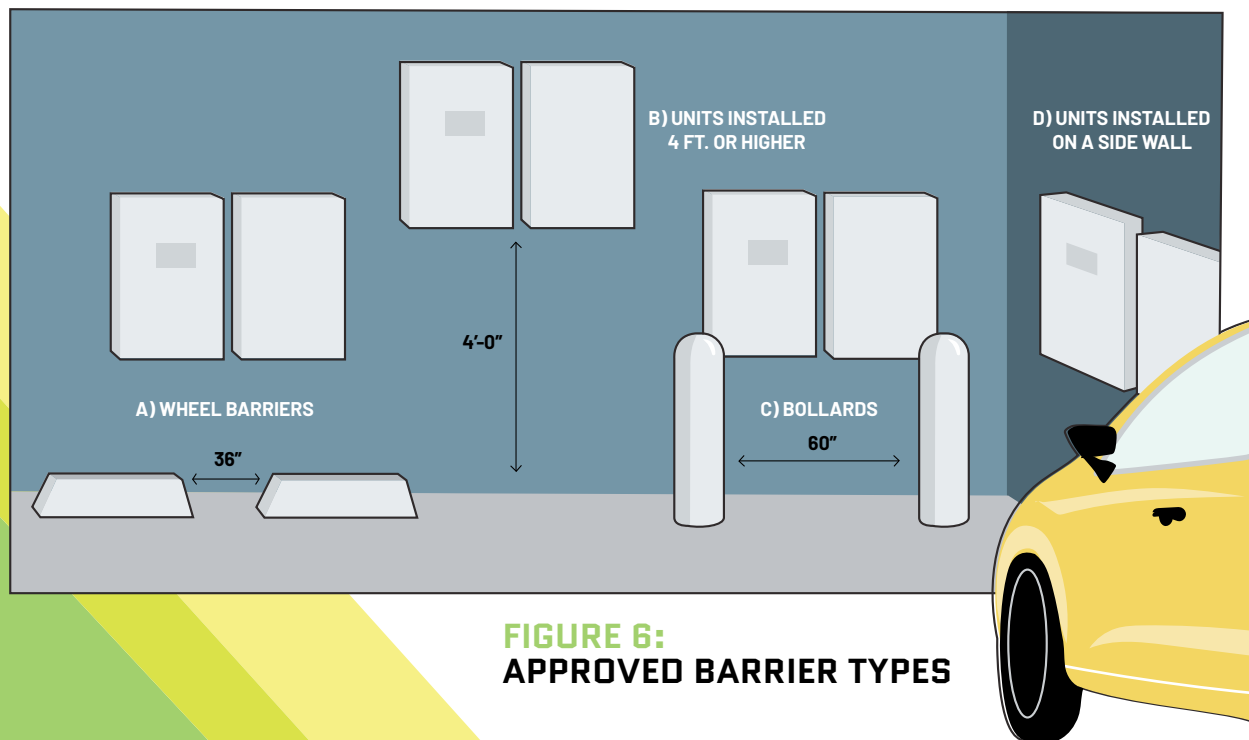 B) UNITS INSTALLED
4 FT. OR HIGHER
D) UNITS INSTALLED
ON A SIDE WALL
4’-0”
A) WHEEL BARRIERS
36”
C) BOLLARDS
60”
FIGURE 6:
APPROVED BARRIER TYPES